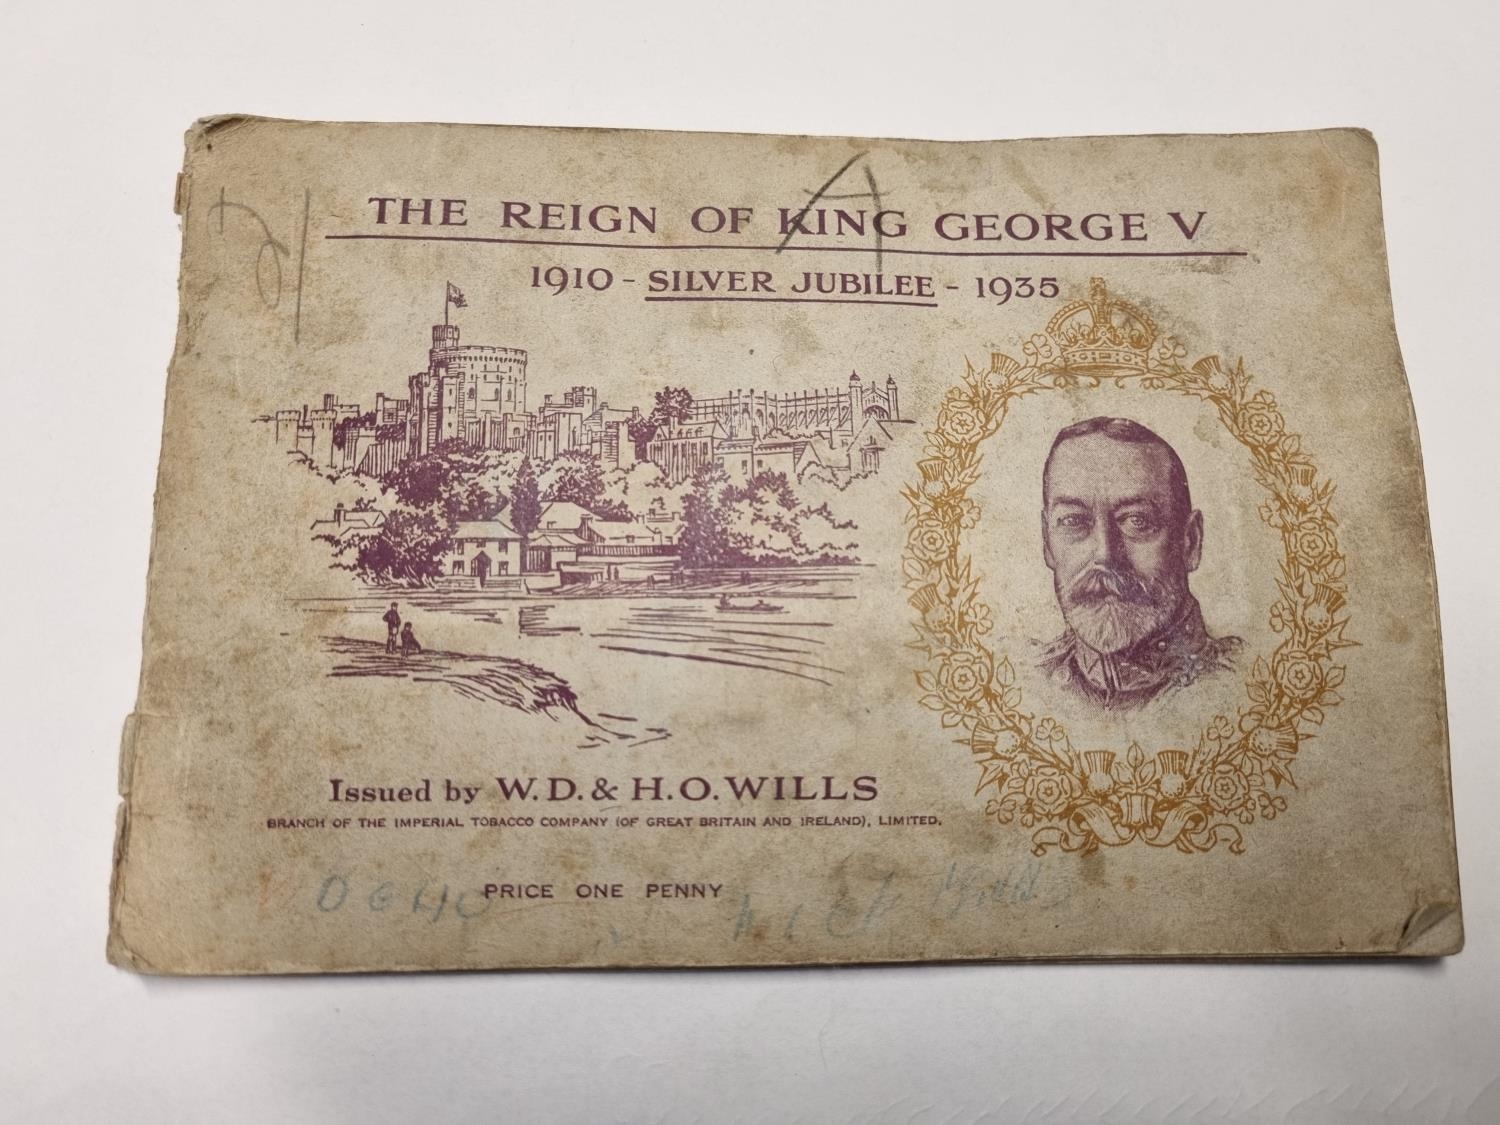 THE REIGN OF KING GEORGE V
A
1910 - SILVER JUBILEE - 1935
Issued by W. D. & H. O. WILLS
BRANCH OF THE IMPERIAL TOBACCO COMPANY (OF GREAT BRITAIN AND IRELAND), LIMITED.
PRICE ONE PENNY